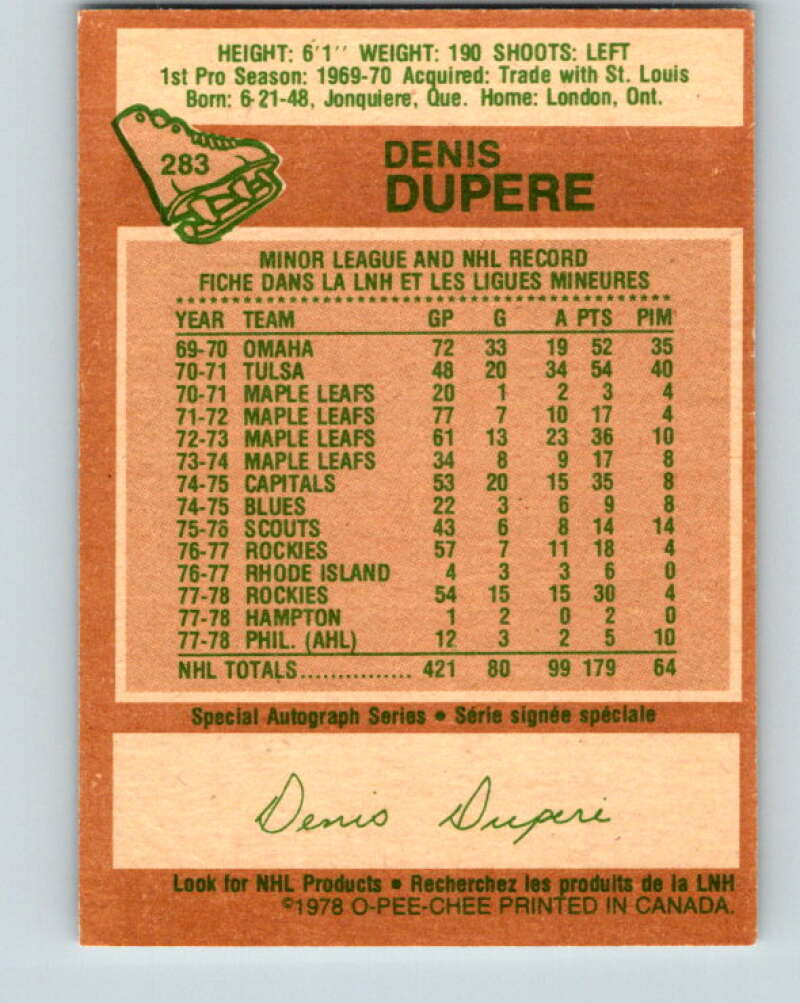 HEIGHT: 6'1'' WEIGHT: 190 SHOOTS: LEFT
1st Pro Season: 1969-70 Acquired: Trade with St. Louis
Born: 6-21-48, Jonquiere, Que. Home: London, Ont.
283
DENIS
DUPERE
MINOR LEAGUE AND NHL RECORD
FICHE DANS LA LNH ET LES LIGUES MINEURES
YEAR TEAM GP G A PTS PIM
69-70 OMAHA 72 33 19 52 35
70-71 TULSA 48 20 34 54 40
70-71 MAPLE LEAFS 20 1 2 3 4
71-72 MAPLE LEAFS 77 7 10 17 4
72-73 MAPLE LEAFS 61 13 23 36 10
73-74 MAPLE LEAFS 34 8 9 17 8
74-75 CAPITALS 53 20 15 35 8
74-75 BLUES 22 3 6 9 8
75-76 SCOUTS 43 6 8 14 14
76-77 ROCKIES 57 7 11 18 4
76-77 RHODE ISLAND 4 3 3 6 0
77-78 ROCKIES 54 15 15 30 4
77-78 HAMPTON 1 2 0 2 0
77-78 PHIL. (AHL) 12 3 2 5 10
NHL TOTALS............... 421 80 99 179 64
Special Autograph Series • Série signée spéciale
Denis Dupere
Look for NHL Products • Recherchez les produits de la LNH
©1978 O-PEE-CHEE PRINTED IN CANADA.